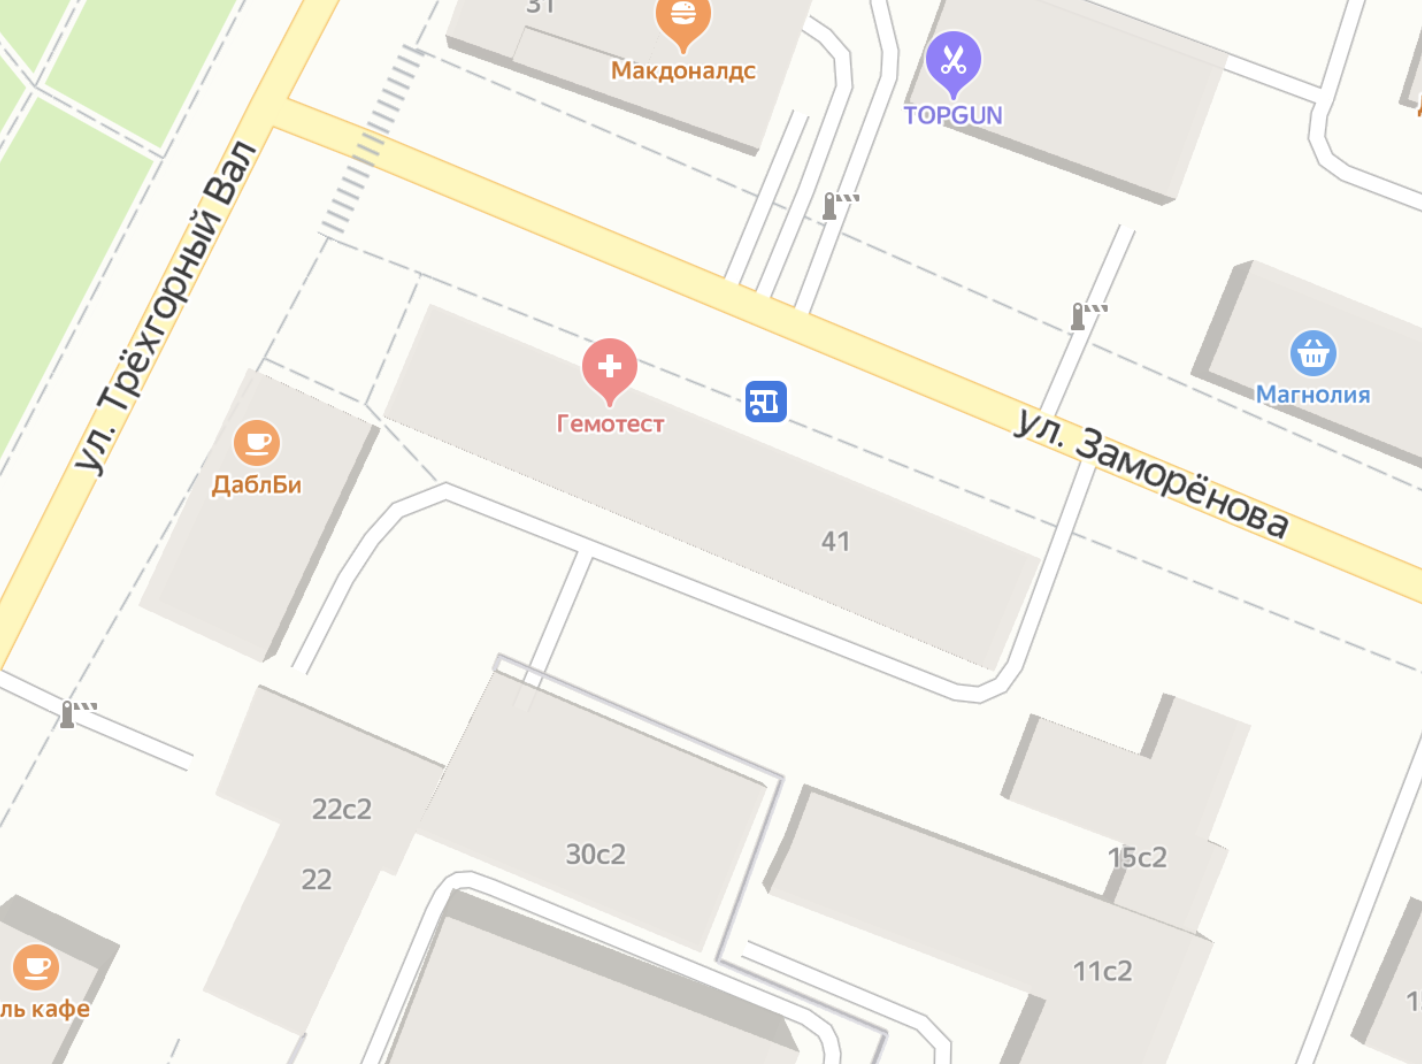 31
Макдоналдс
TOPGUN
ул. Трёхгорный Вал
Магнолия
Гемотест
ул. Заморёнова
ДаблБи
41
22с2
30с2
15с2
22
11с2
ль кафе